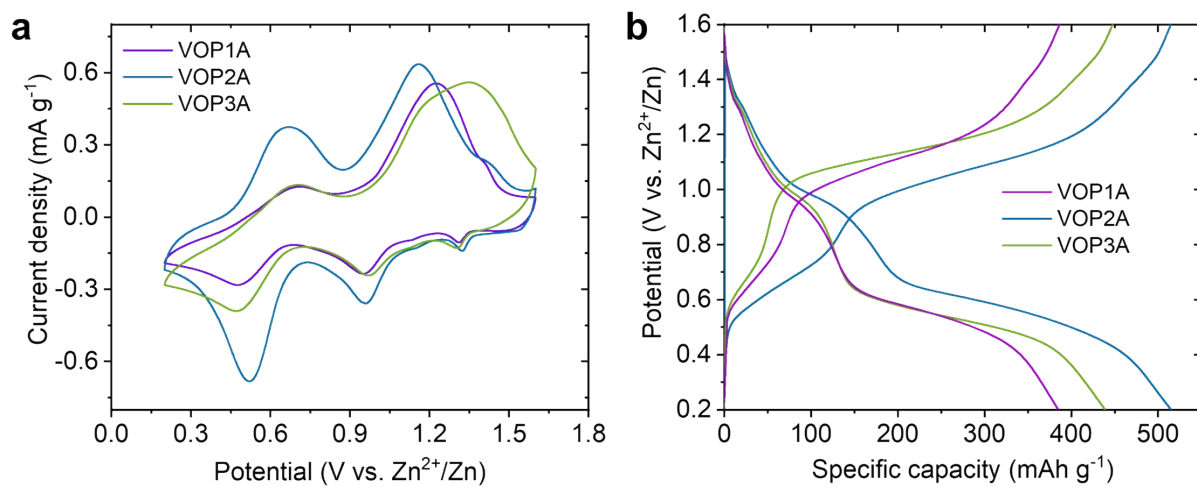 a
VOP1A
VOP2A
VOP3A
Current density (mA g⁻¹)
0.6
0.3
0.0
-0.3
-0.6
0.0 0.3 0.6 0.9 1.2 1.5 1.8
Potential (V vs. Zn²⁺/Zn)
b
Potential (V vs. Zn²⁺/Zn)
1.6
1.4
1.2
1.0
0.8
0.6
0.4
0.2
VOP1A
VOP2A
VOP3A
0 100 200 300 400 500
Specific capacity (mAh g⁻¹)